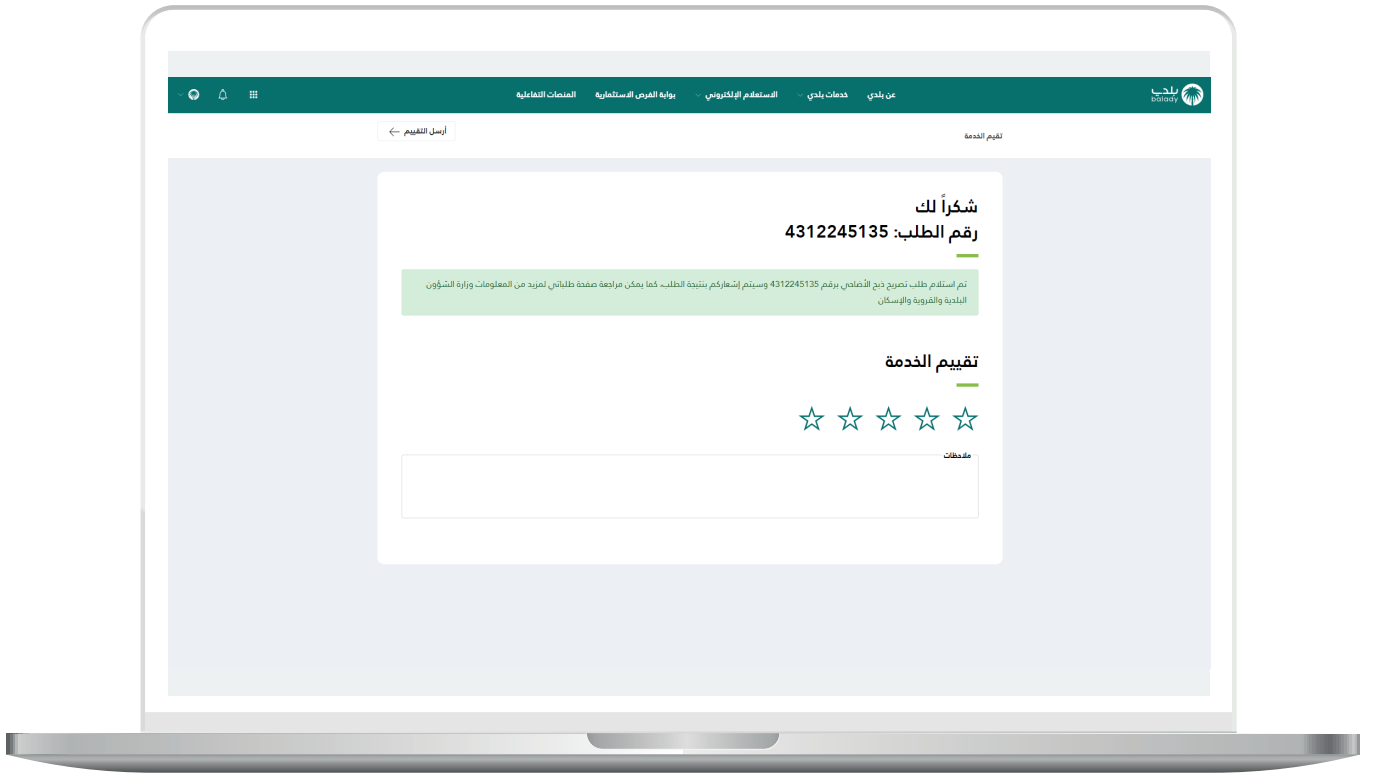 بلدي
balady
عن بلدي
خدمات بلدي
الاستعلام الإلكتروني
بوابة الفرص الاستثمارية
المنصات التفاعلية
تقيم الخدمة
أرسل التقييم
شكراً لك
رقم الطلب: 4312245135
تم استلام طلب تصريح ذبح الأضاحي برقم 4312245135 وسيتم إشعاركم بنتيجة الطلب، كما يمكن مراجعة صفحة طلباتي لمزيد من المعلومات وزارة الشؤون
البلدية والقروية والإسكان
تقييم الخدمة
ملاحظات